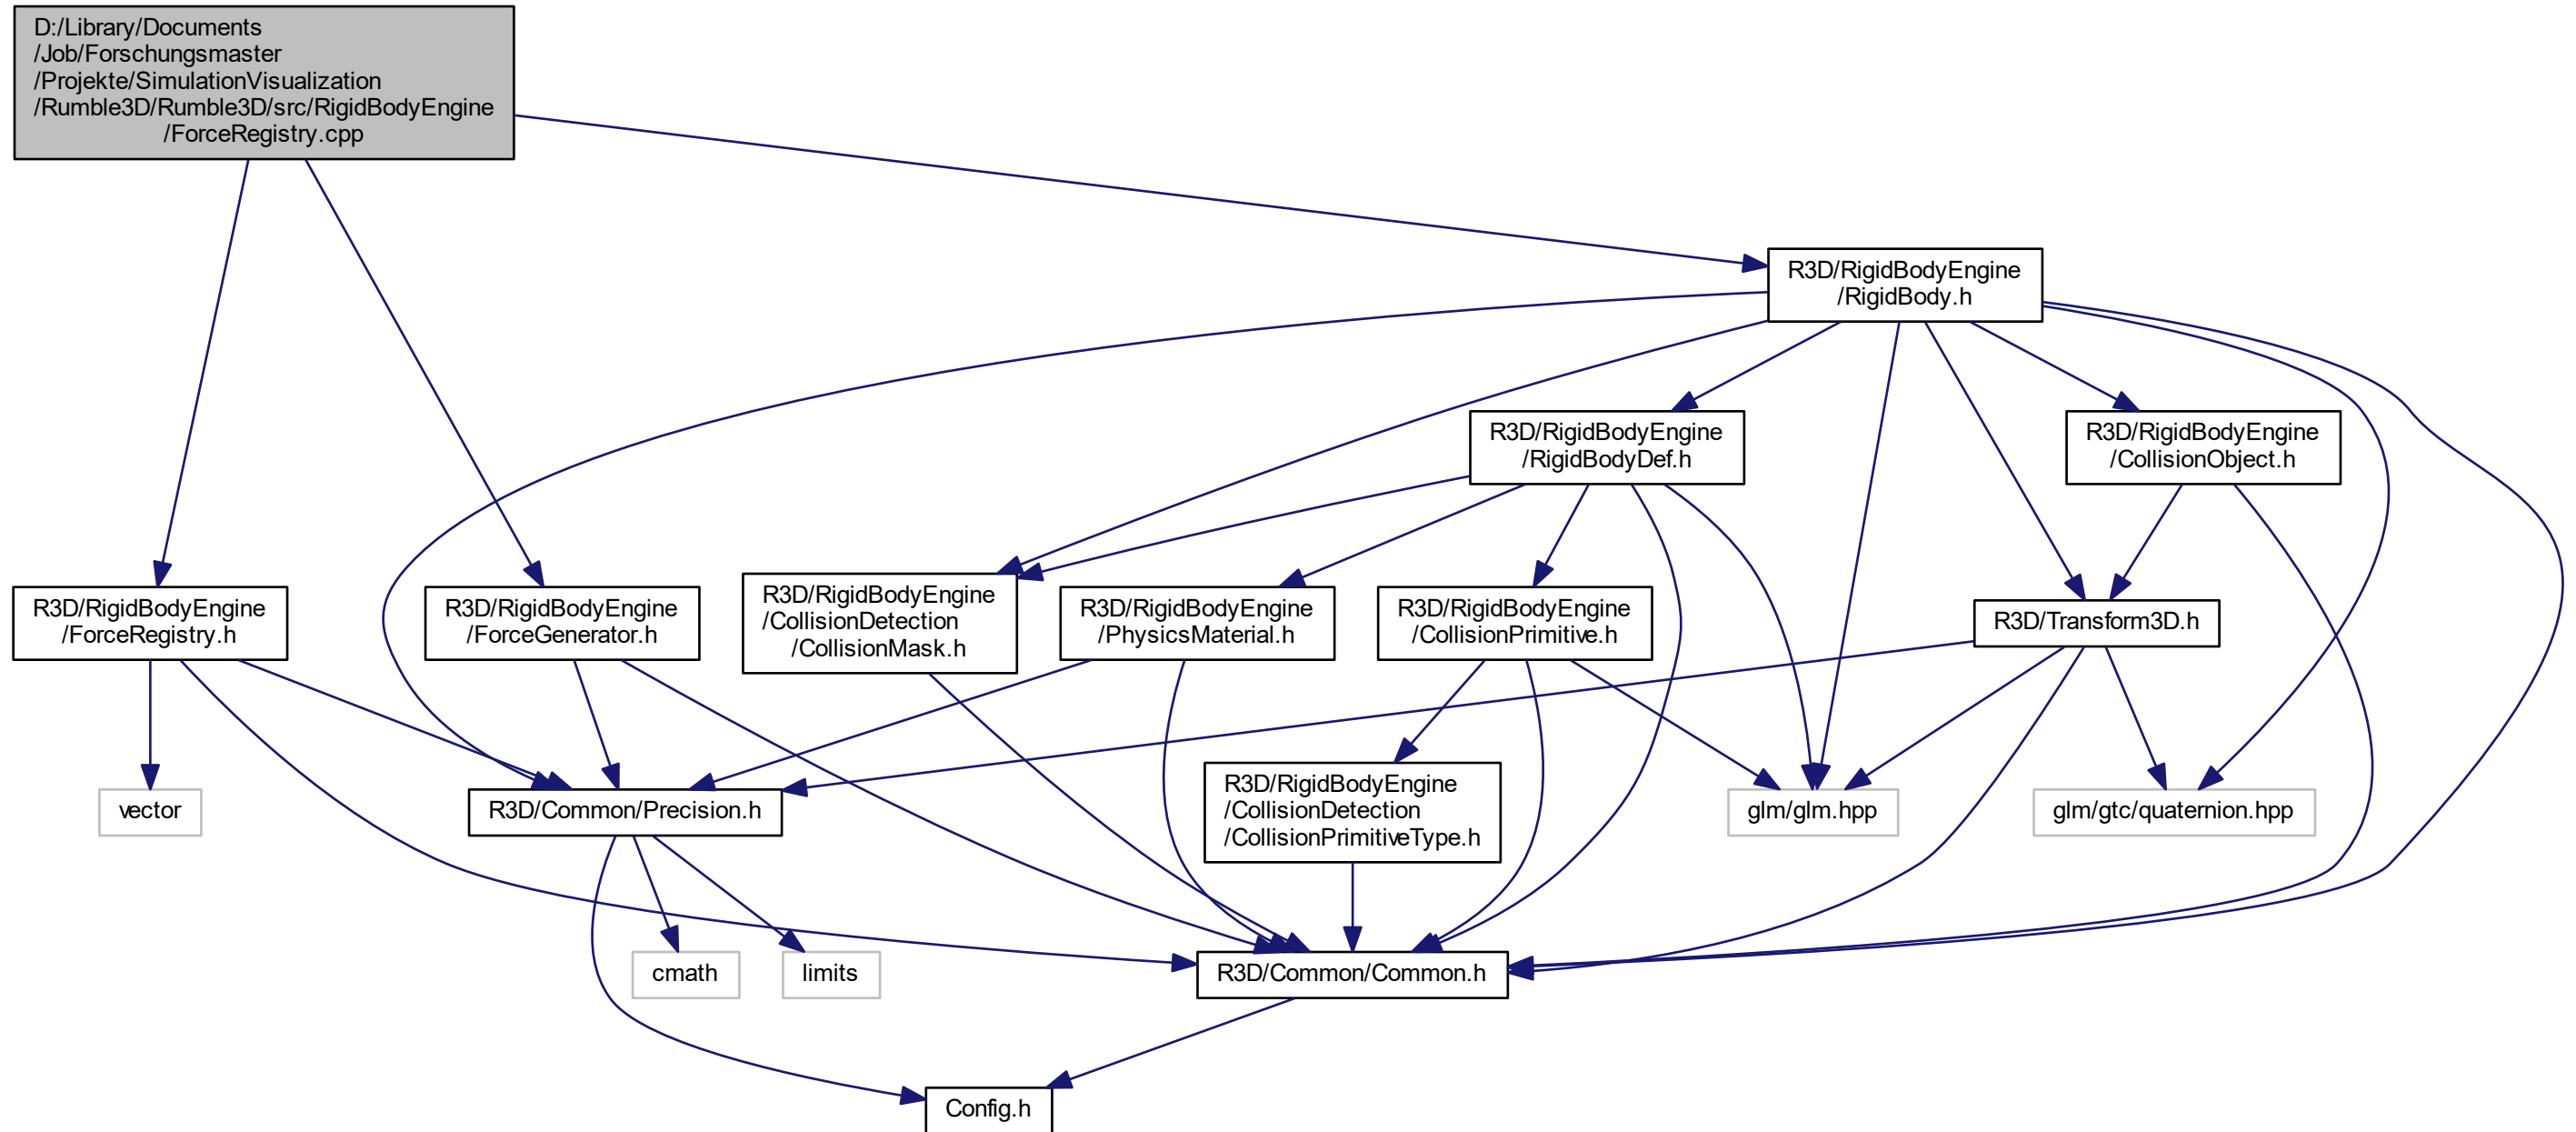 D:/Library/Documents
/Job/Forschungsmaster
/Projekte/SimulationVisualization
/Rumble3D/Rumble3D/src/RigidBodyEngine
/ForceRegistry.cpp
R3D/RigidBodyEngine
/RigidBody.h
R3D/RigidBodyEngine
/RigidBodyDef.h
R3D/RigidBodyEngine
/CollisionObject.h
R3D/RigidBodyEngine
/ForceRegistry.h
R3D/RigidBodyEngine
/ForceGenerator.h
R3D/RigidBodyEngine
/CollisionDetection
/CollisionMask.h
R3D/RigidBodyEngine
/PhysicsMaterial.h
R3D/RigidBodyEngine
/CollisionPrimitive.h
R3D/Transform3D.h
vector
R3D/Common/Precision.h
R3D/RigidBodyEngine
/CollisionDetection
/CollisionPrimitiveType.h
glm/glm.hpp
glm/gtc/quaternion.hpp
cmath
limits
R3D/Common/Common.h
Config.h